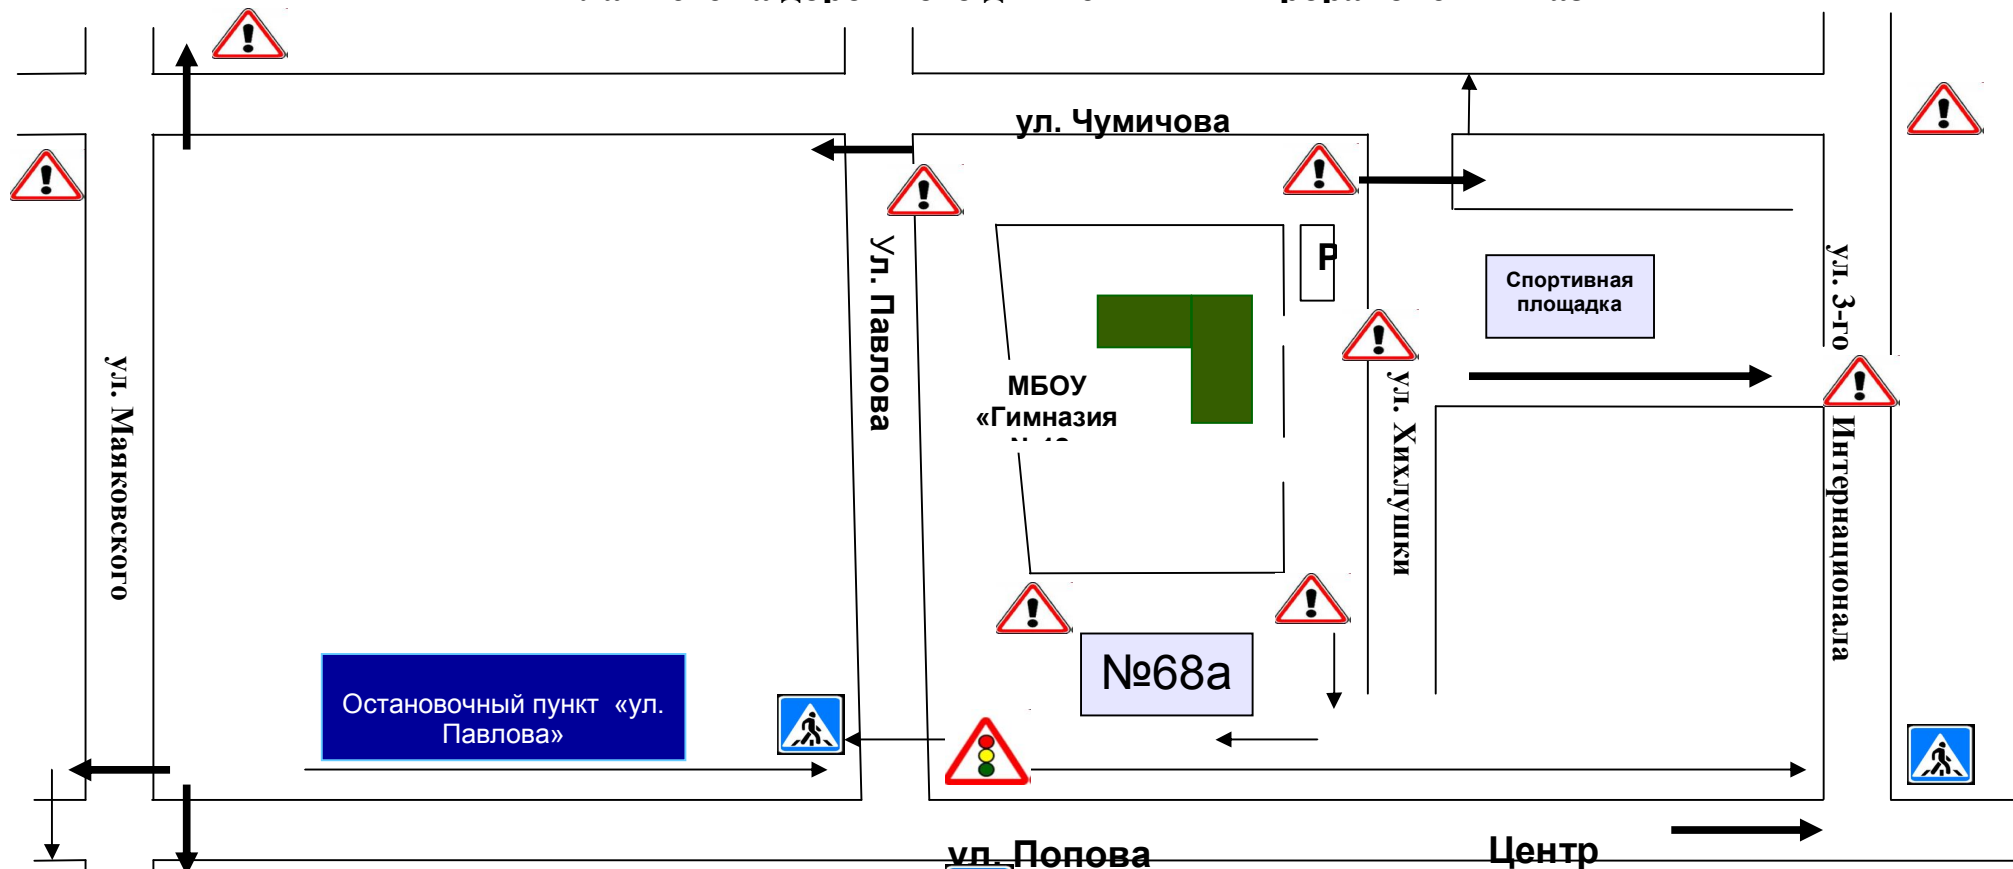 ул. Чумичова
Ул. Павлова
Р
Спортивная
площадка
ул. 3-го
Интернационала
ул. Маяковского
МБОУ
«Гимназия
ул. Хихлушки
№68а
Остановочный пункт «ул.
Павлова»
ул. Попова
Центр